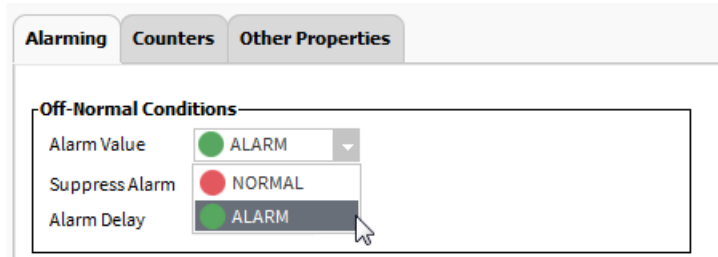 Alarming Counters Other Properties
Off-Normal Conditions
Alarm Value ALARM
Suppress Alarm NORMAL
Alarm Delay ALARM